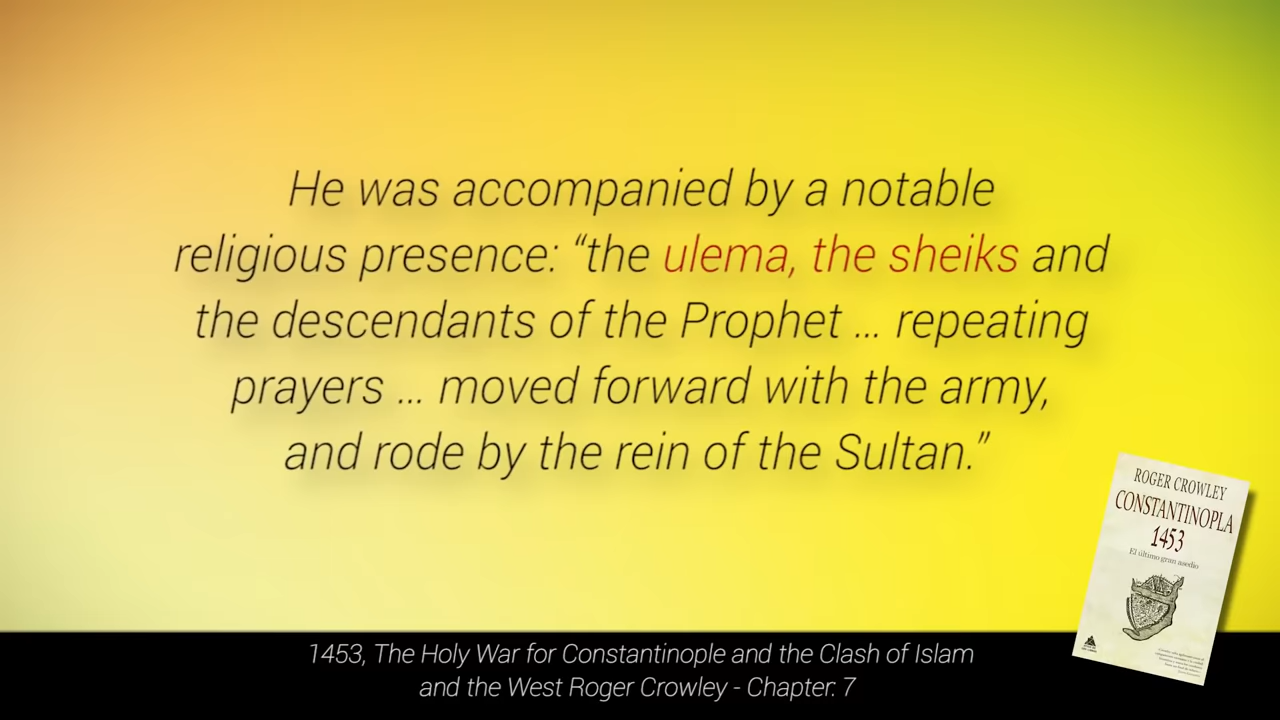 He was accompanied by a notable
religious presence: “the ulema, the sheiks and
the descendants of the Prophet ... repeating
prayers ... moved forward with the army,
and rode by the rein of the Sultan.”
ROGER CROWLEY
CONSTANTINOPLA
1453
El último gran asedio
1453, The Holy War for Constantinople and the Clash of Islam
and the West Roger Crowley - Chapter: 7